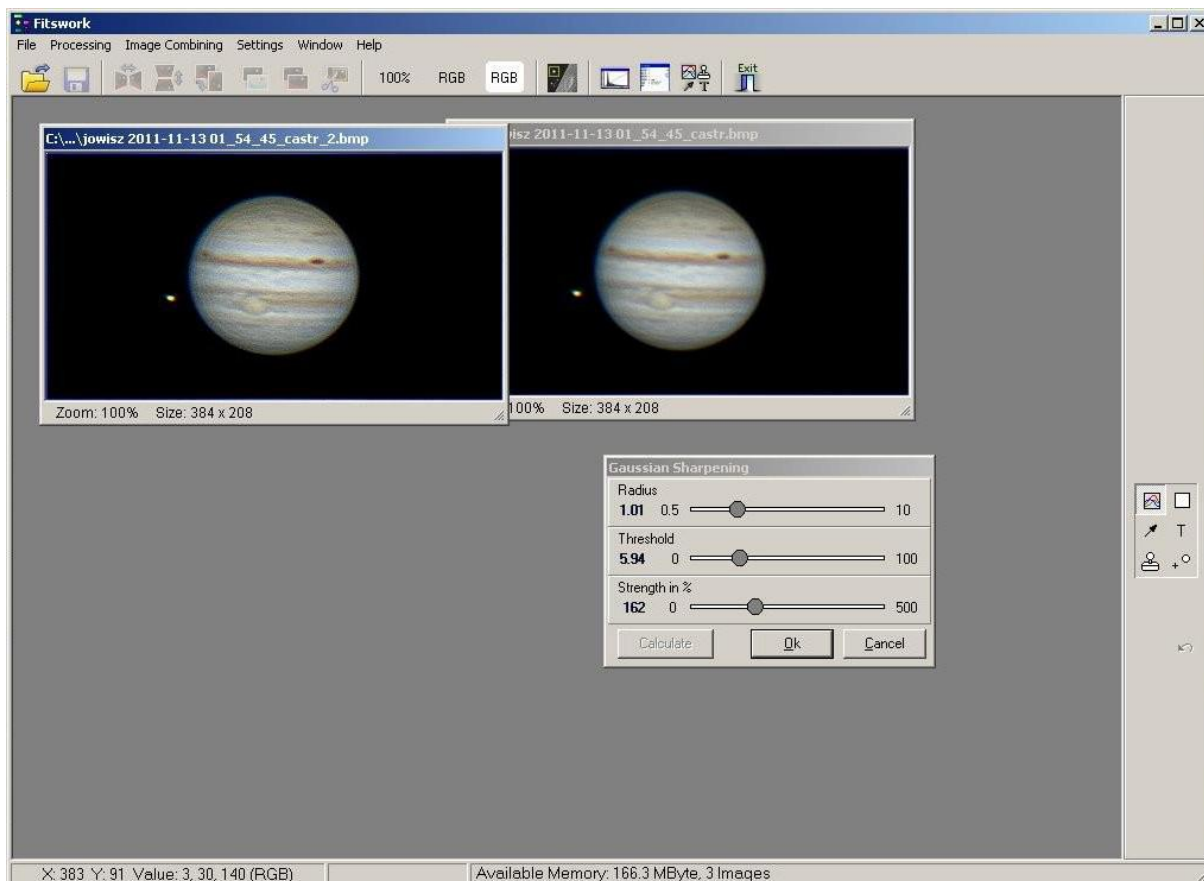 Fitswork
File Processing Image Combining Settings Window Help
100% RGB RGB Exit
C:\...\jowisz 2011-11-13 01_54_45_castr_2.bmp
wisz 2011-11-13 01_54_45_castr.bmp
Zoom: 100% Size: 384 x 208
100% Size: 384 x 208
Gaussian Sharpening
Radius
1.01 0.5 10
Threshold
5.94 0 100
Strength in %
162 0 500
Calculate Ok Cancel
T
X: 383 Y: 91 Value: 3, 30, 140 (RGB) Available Memory: 166.3 MByte, 3 Images